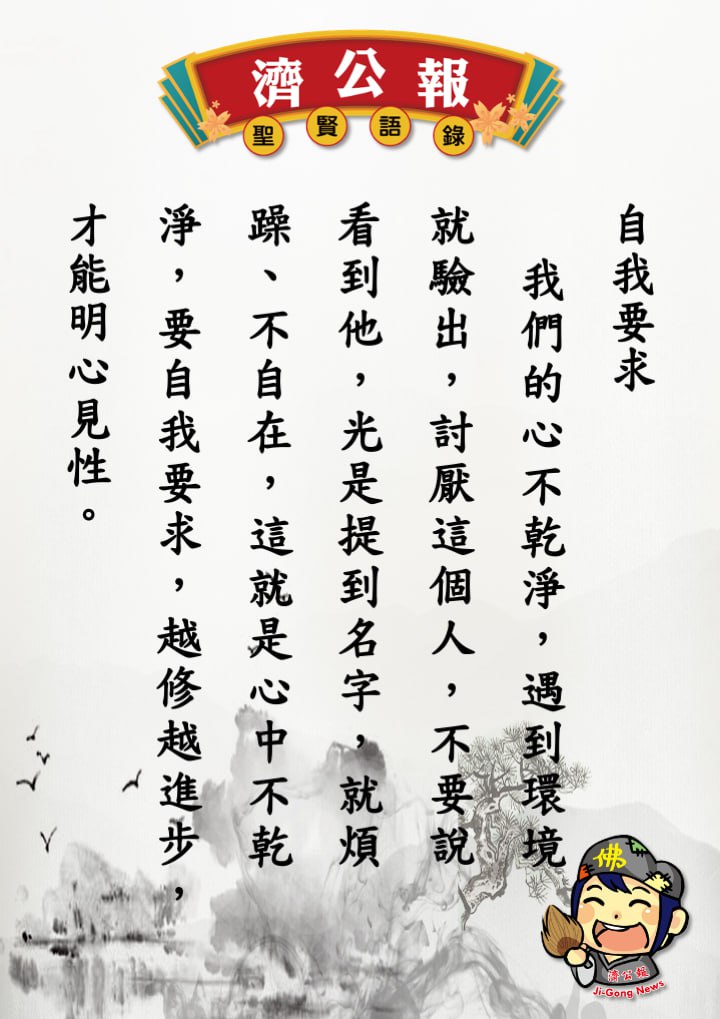 濟公報
聖賢語錄
自我要求
我們的心不乾淨，遇到環境
就驗出，討厭這個人，不要說
看到他，光是提到名字，就煩
躁、不自在，這就是心中不乾
淨，要自我要求，越修越進步，
才能明心見性。
佛
濟公報
Ji-Gong News